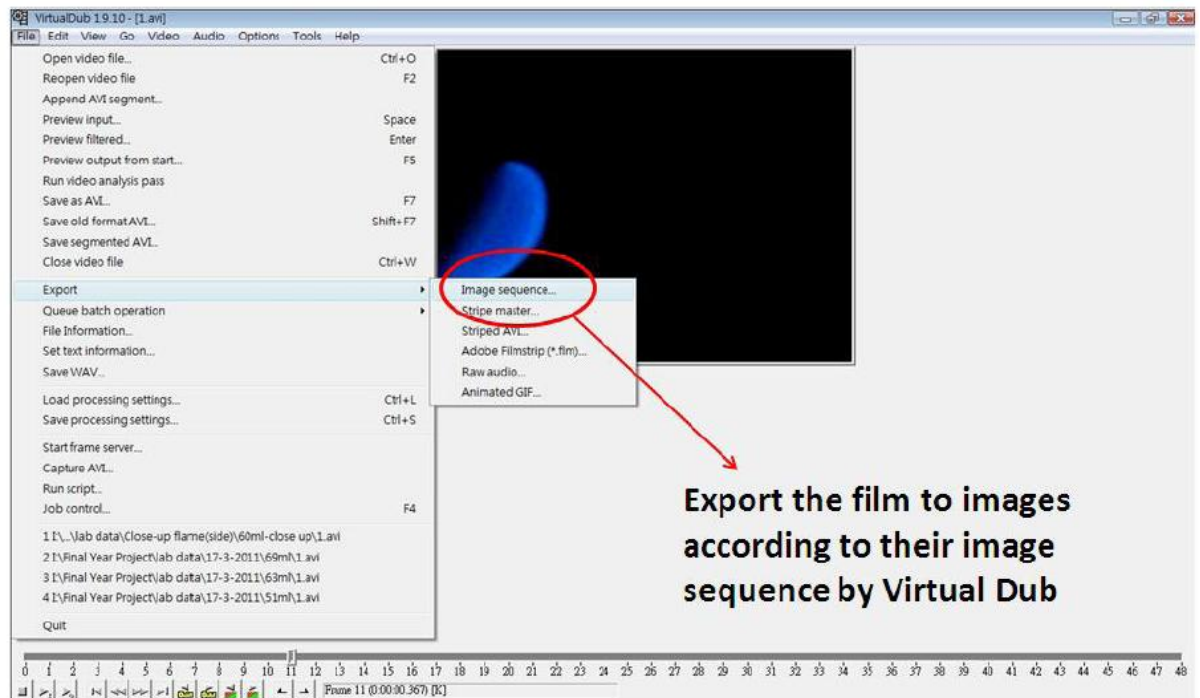 VirtualDub 1.9.10 - [1.avi]
File Edit View Go Video Audio Options Tools Help
Open video file... Ctrl+O
Reopen video file F2
Append AVI segment...
Preview input... Space
Preview filtered... Enter
Preview output from start... F5
Run video analysis pass
Save as AVI... F7
Save old format AVI... Shift+F7
Save segmented AVI...
Close video file Ctrl+W
Export
Queue batch operation
File Information...
Set text information...
Save WAV...
Load processing settings... Ctrl+L
Save processing settings... Ctrl+S
Start frame server...
Capture AVI...
Run script...
Job control... F4
1 I:\...\lab data\Close-up flame(side)\60ml-close up\1.avi
2 I:\Final Year Project\lab data\17-3-2011\69ml\1.avi
3 I:\Final Year Project\lab data\17-3-2011\63ml\1.avi
4 I:\Final Year Project\lab data\17-3-2011\51ml\1.avi
Quit
Image sequence...
Stripe master...
Striped AVI...
Adobe Filmstrip (*.flm)...
Raw audio...
Animated GIF...
Export the film to images
according to their image
sequence by Virtual Dub
0 1 2 3 4 5 6 7 8 9 10 11 12 13 14 15 16 17 18 19 20 21 22 23 24 25 26 27 28 29 30 31 32 33 34 35 36 37 38 39 40 41 42 43 44 45 46 47 48
Frame 11 (0:00:00.367) [K]